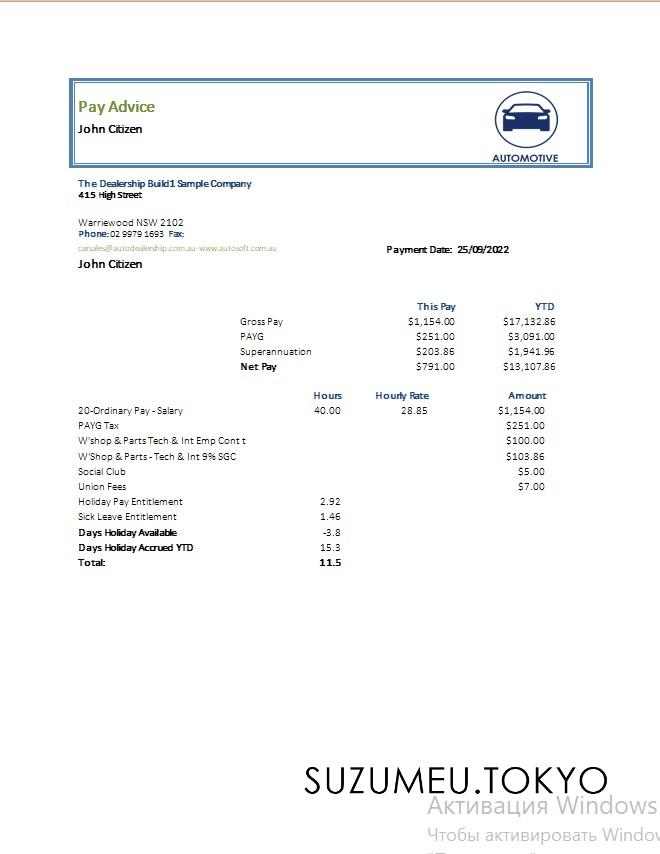 Pay Advice
John Citizen
AUTOMOTIVE
The Dealership Build1 Sample Company
415 High Street
Warriewood NSW 2102
Phone: 02 9979 1693 Fax:
carsales@autodealership.com.au-www.autosoft.com.au
Payment Date: 25/09/2022
John Citizen
This Pay YTD
Gross Pay $1,154.00 $17,132.86
PAYG $251.00 $3,091.00
Superannuation $203.86 $1,941.96
Net Pay $791.00 $13,107.86
Hours Hourly Rate Amount
20-Ordinary Pay - Salary 40.00 28.85 $1,154.00
PAYG Tax $251.00
W'shop & Parts Tech & Int Emp Cont t $100.00
W'Shop & Parts - Tech & Int 9% SGC $103.86
Social Club $5.00
Union Fees $7.00
Holiday Pay Entitlement 2.92
Sick Leave Entitlement 1.46
Days Holiday Available -3.8
Days Holiday Accrued YTD 15.3
Total: 11.5
SUZUMEU.TOKYO
Активация Windows
Чтобы активировать Window